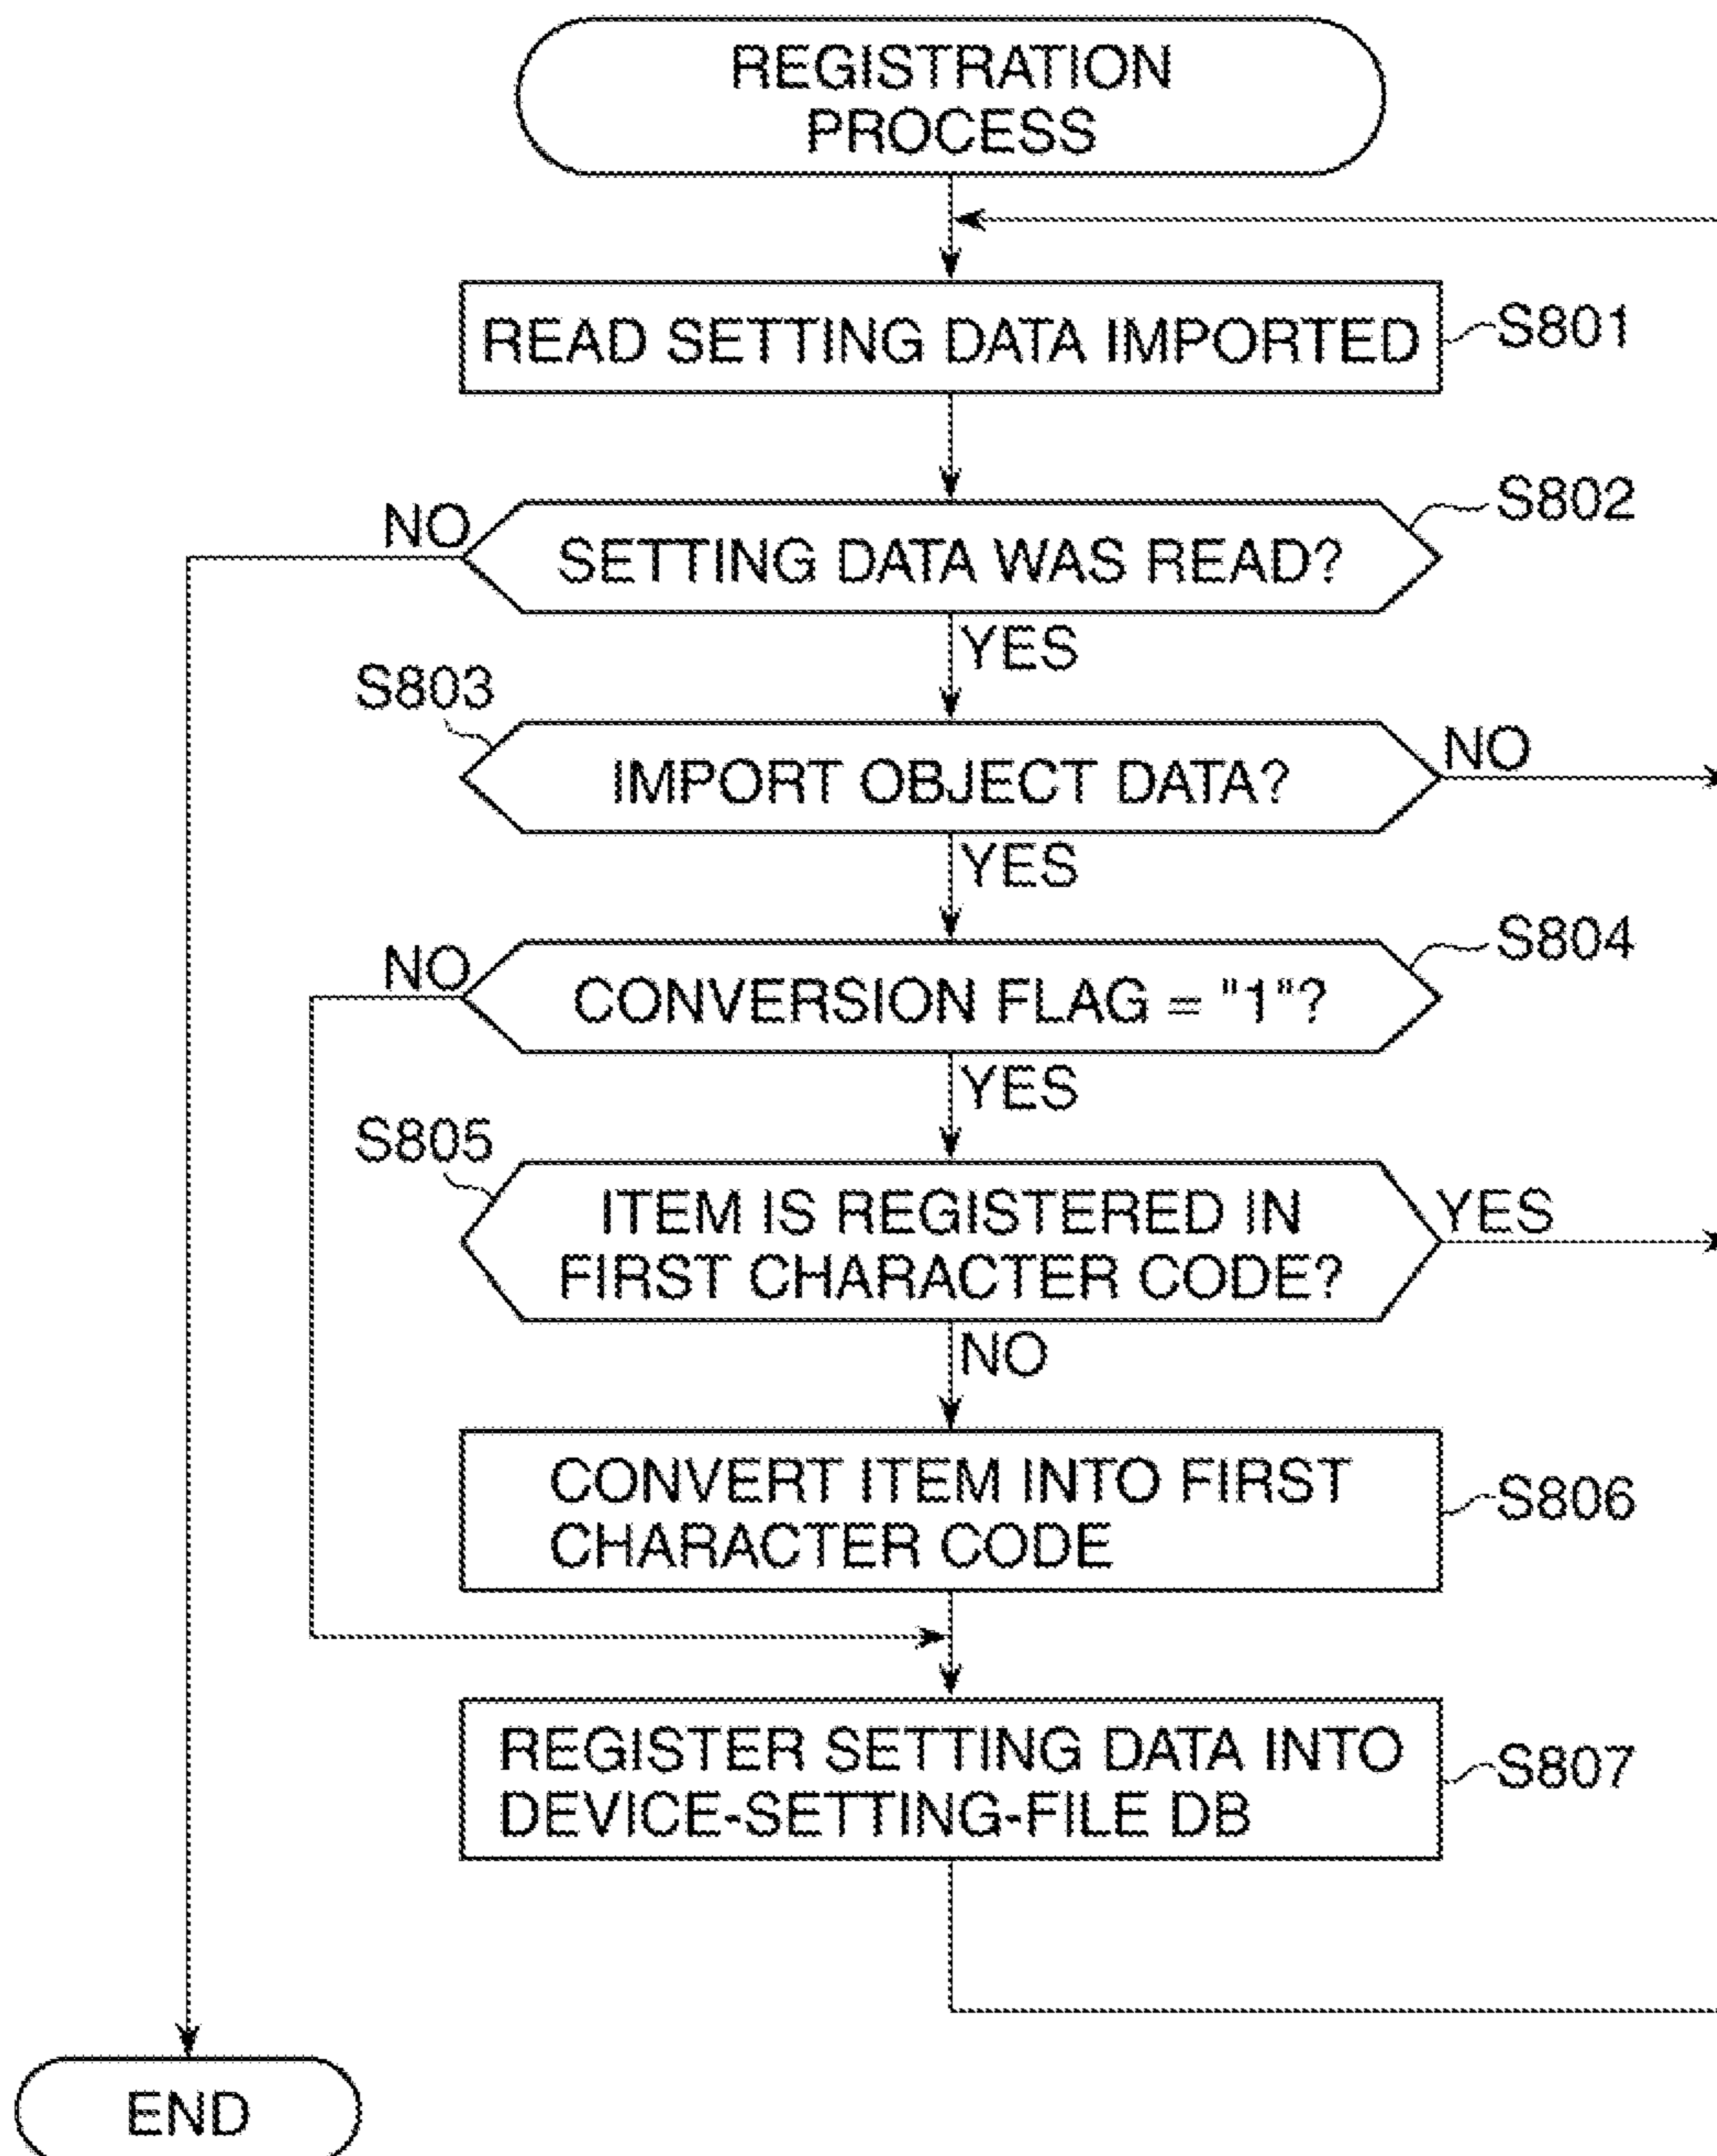 REGISTRATION
PROCESS
READ SETTING DATA IMPORTED
S801
S802
NO
SETTING DATA WAS READ?
YES
S803
IMPORT OBJECT DATA?
NO
YES
S804
NO
CONVERSION FLAG = "1"?
YES
S805
ITEM IS REGISTERED IN
FIRST CHARACTER CODE?
YES
NO
CONVERT ITEM INTO FIRST
CHARACTER CODE
S806
REGISTER SETTING DATA INTO
DEVICE-SETTING-FILE DB
S807
END